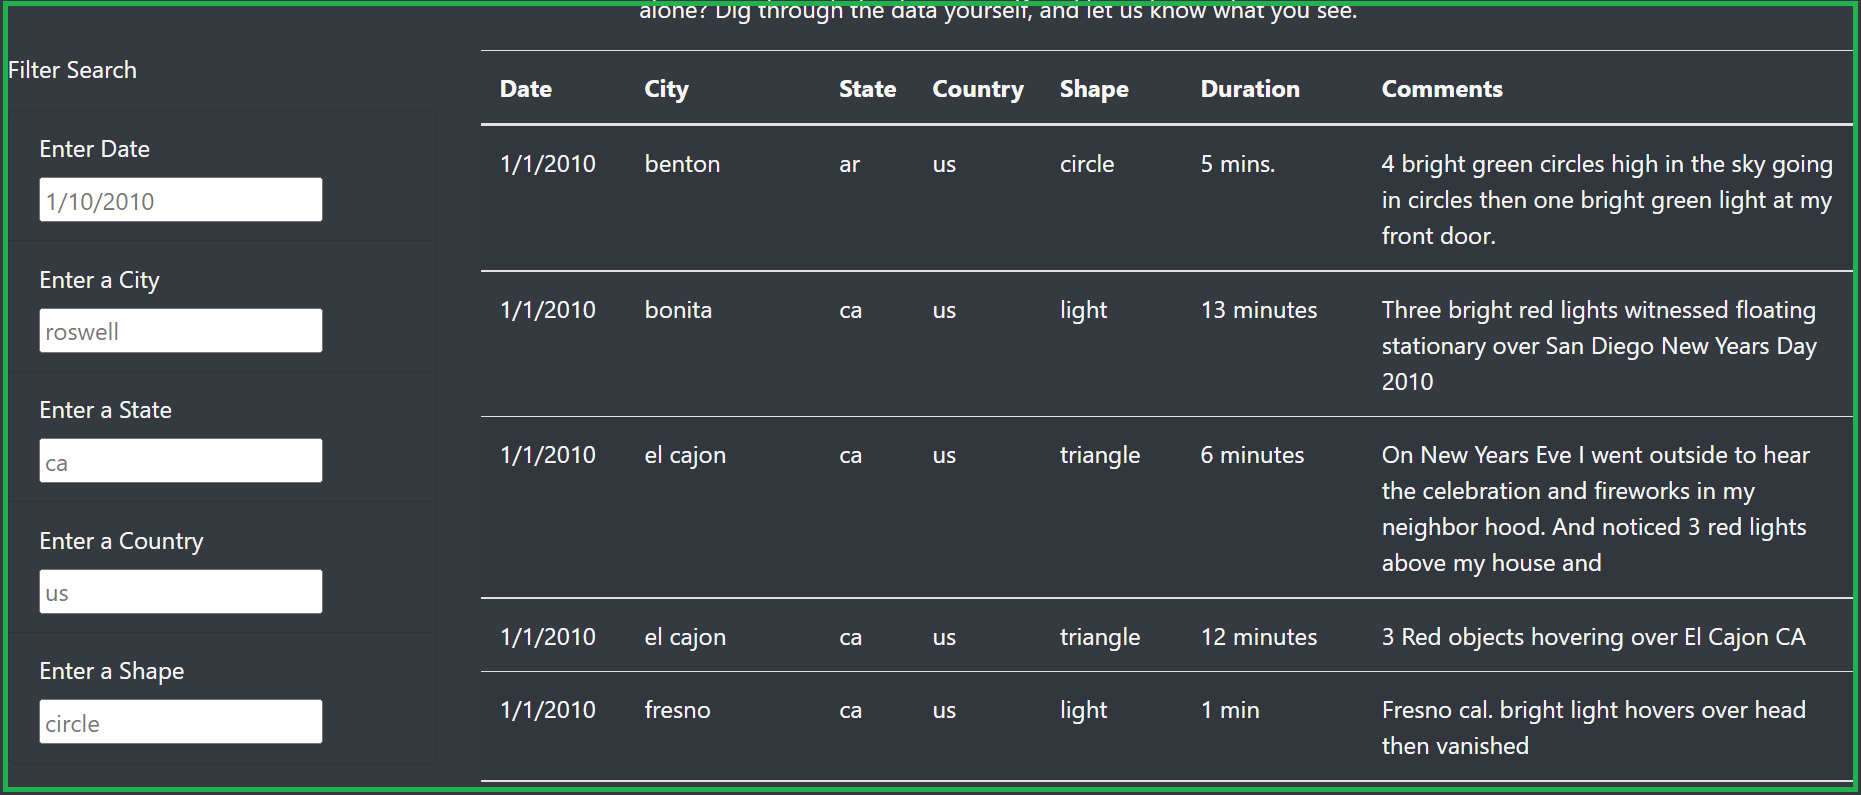 alone? Dig through the data yourself, and let us know what you see.
Filter Search
Enter Date
1/10/2010
Enter a City
roswell
Enter a State
ca
Enter a Country
us
Enter a Shape
circle
Date City State Country Shape Duration Comments
1/1/2010 benton ar us circle 5 mins. 4 bright green circles high in the sky going
in circles then one bright green light at my
front door.
1/1/2010 bonita ca us light 13 minutes Three bright red lights witnessed floating
stationary over San Diego New Years Day
2010
1/1/2010 el cajon ca us triangle 6 minutes On New Years Eve I went outside to hear
the celebration and fireworks in my
neighbor hood. And noticed 3 red lights
above my house and
1/1/2010 el cajon ca us triangle 12 minutes 3 Red objects hovering over El Cajon CA
1/1/2010 fresno ca us light 1 min Fresno cal. bright light hovers over head
then vanished